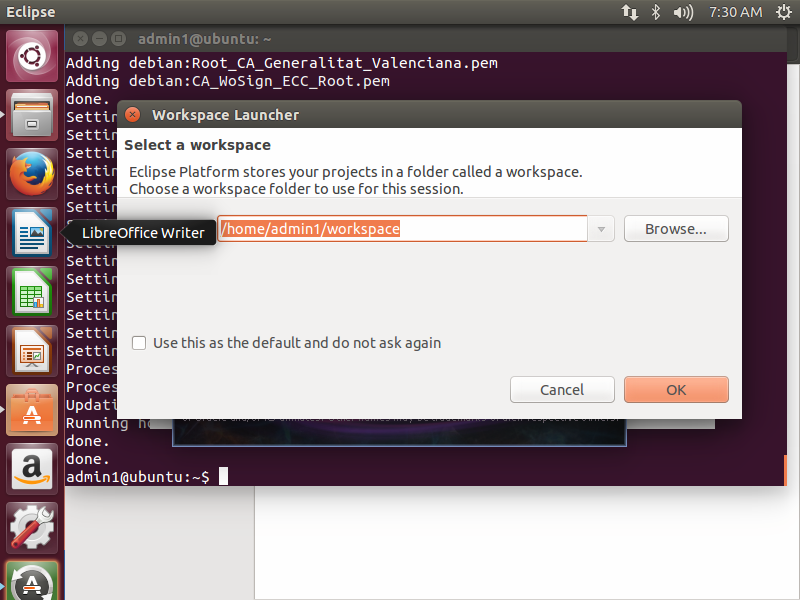 Eclipse
7:30 AM
admin1@ubuntu: ~
Adding debian:Root_CA_Generalitat_Valenciana.pem
Adding debian:CA_WoSign_ECC_Root.pem
done.
Workspace Launcher
Select a workspace
Eclipse Platform stores your projects in a folder called a workspace.
Choose a workspace folder to use for this session.
LibreOffice Writer
/home/admin1/workspace
Browse...
Use this as the default and do not ask again
Cancel
OK
Settin
Settin
Settin
Settin
Settin
Settin
Settin
Settin
Settin
Settin
Settin
Proces
Proces
Updati
Running
done.
done.
admin1@ubuntu:~$